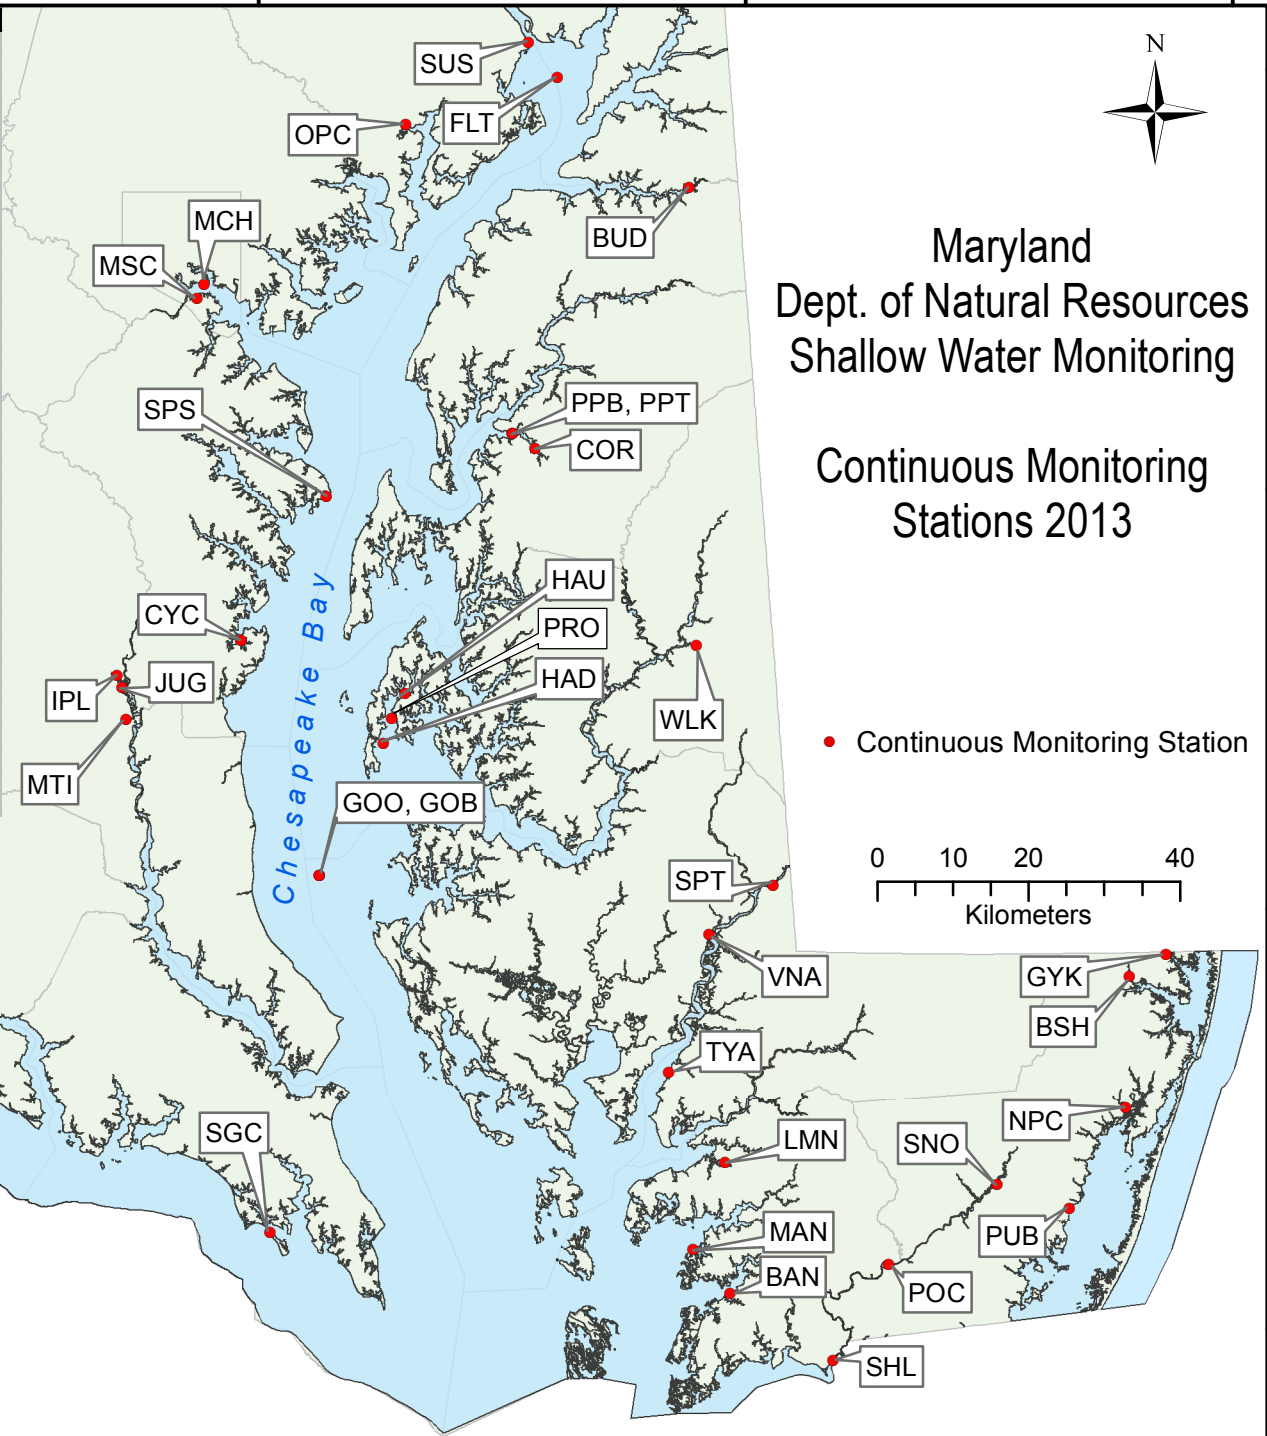 N
SUS
FLT
OPC
BUD
MCH
MSC
Maryland
Dept. of Natural Resources
Shallow Water Monitoring
Continuous Monitoring
Stations 2013
SPS
PPB, PPT
COR
HAU
PRO
HAD
CYC
JUG
IPL
MTI
WLK
Chesapeake Bay
GOO, GOB
Continuous Monitoring Station
0 10 20 40
Kilometers
SPT
VNA
GYK
BSH
TYA
NPC
SGC
LMN
SNO
PUB
MAN
BAN
POC
SHL